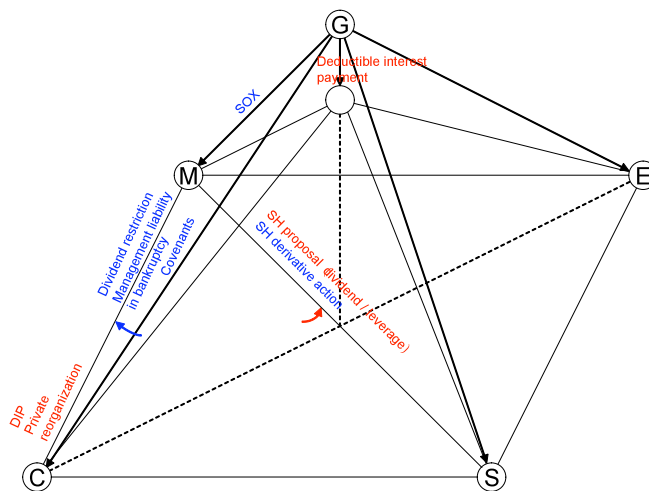 G
Deductible interest
payment
SOX
M
E
Dividend restriction
Management liability
in bankruptcy
Covenants
SH proposal (dividend / leverage)
SH derivative action
DIP
Private
reorganization
C
S